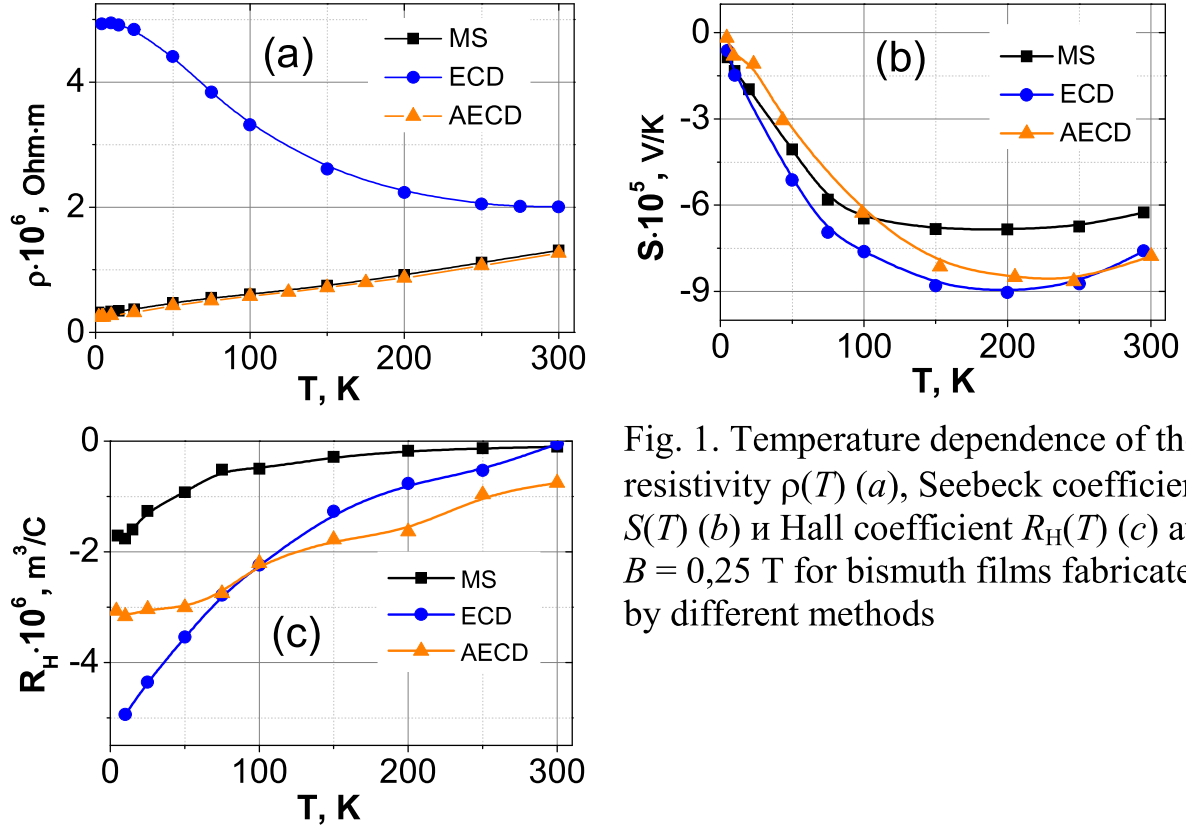 (a)
MS
ECD
AECD
4
2
0
ρ·10⁶, Ohm·m
0 100 200 300
T, K
(b)
MS
ECD
AECD
0
-3
-6
-9
S·10⁵, V/K
0 100 200 300
T, K
0
-2
-4
R_H·10⁶, m³/C
MS
ECD
AECD
(c)
0 100 200 300
T, K
Fig. 1. Temperature dependence of th
resistivity ρ(T) (a), Seebeck coefficien
S(T) (b) и Hall coefficient R_H(T) (c) a
B = 0,25 T for bismuth films fabricate
by different methods